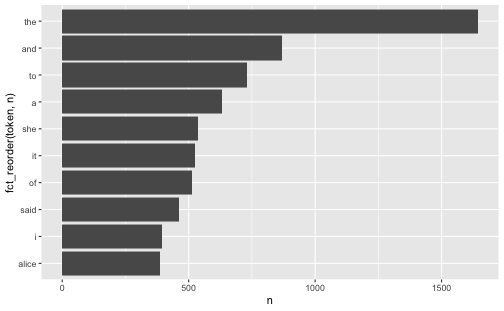 the
and
to
a
she
it
of
said
i
alice
fct_reorder(token, n)
0 500 1000 1500
n